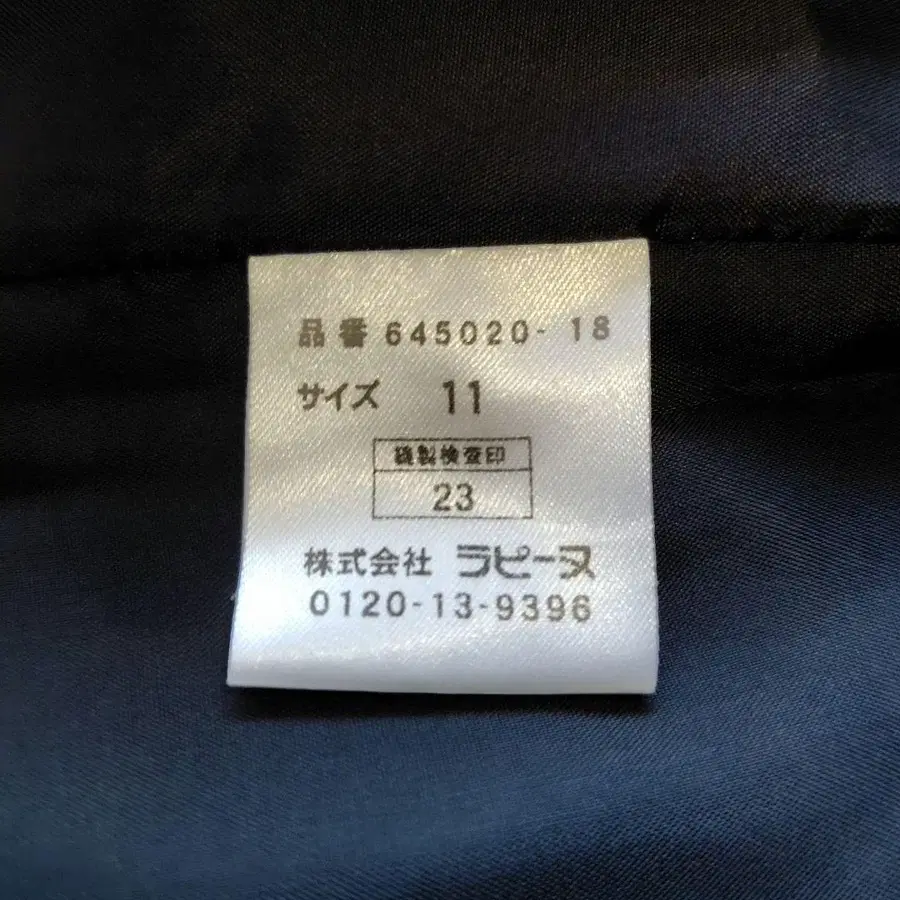 品番 645020-18
サイズ 11
縫製検査印
23
株式会社 ラピーヌ
0120-13-9396